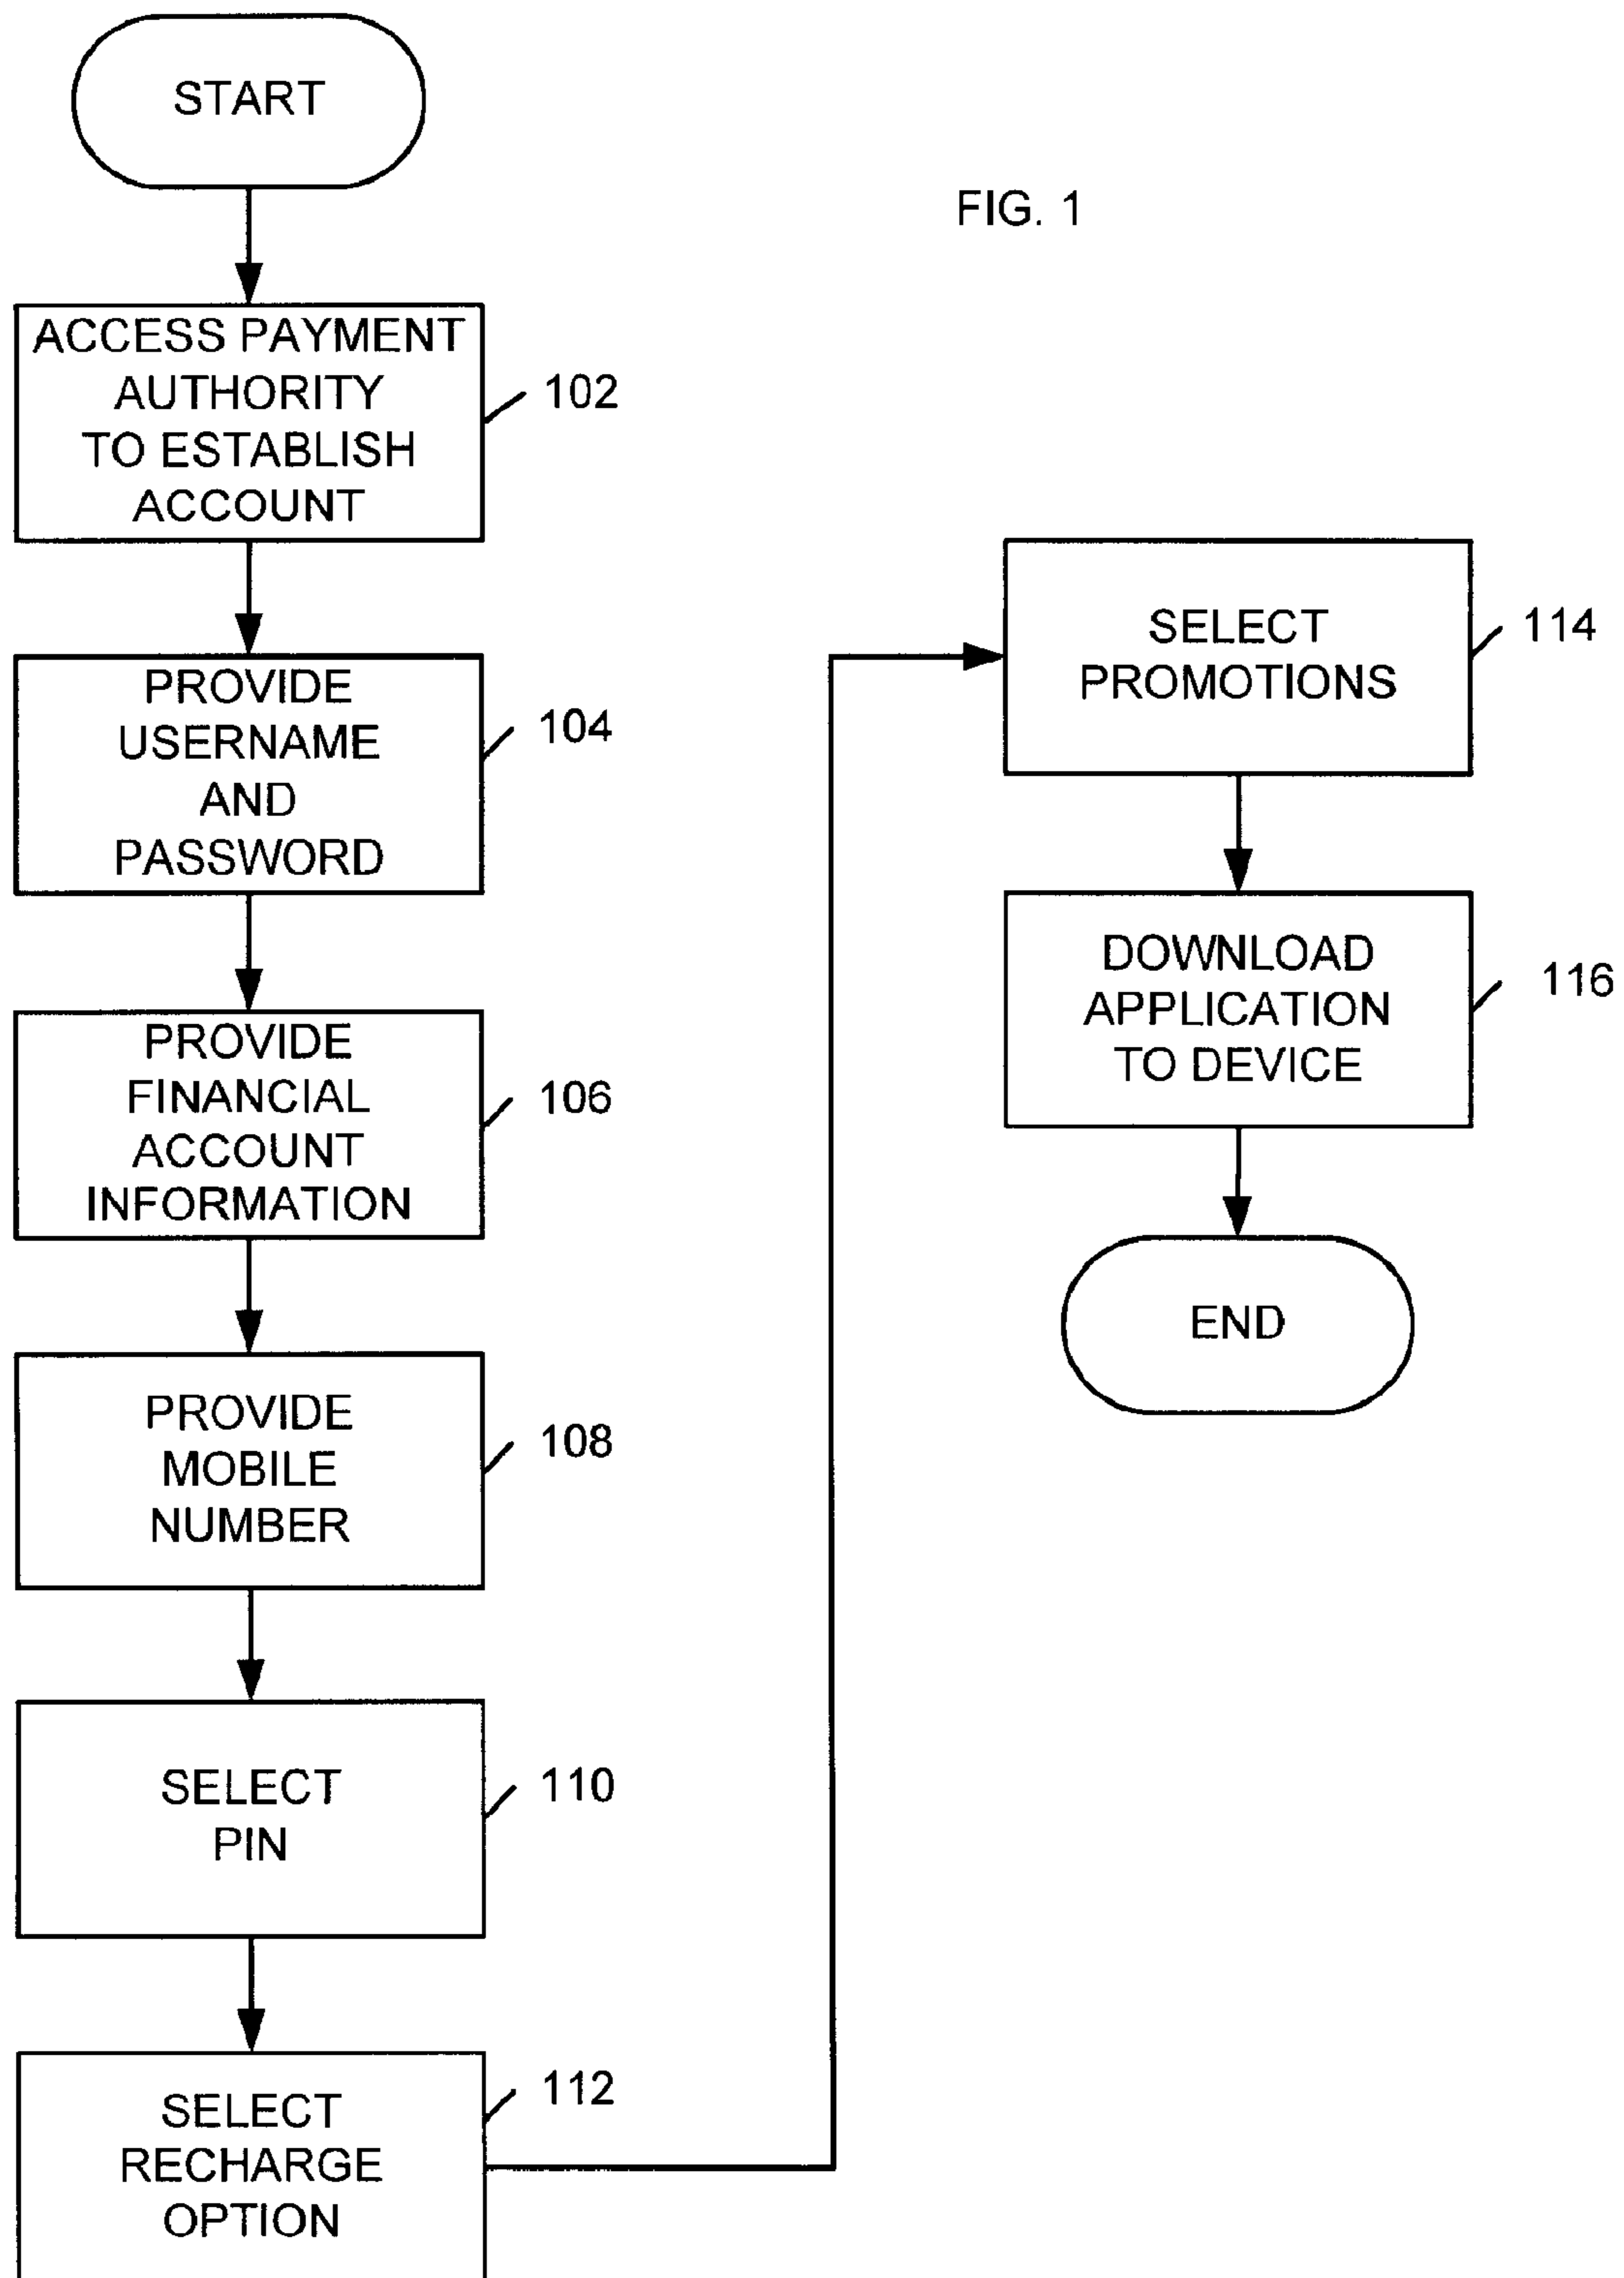 START
FIG. 1
ACCESS PAYMENT
AUTHORITY
TO ESTABLISH
ACCOUNT
102
PROVIDE
USERNAME
AND
PASSWORD
104
PROVIDE
FINANCIAL
ACCOUNT
INFORMATION
106
PROVIDE
MOBILE
NUMBER
108
SELECT
PIN
110
SELECT
RECHARGE
OPTION
112
SELECT
PROMOTIONS
114
DOWNLOAD
APPLICATION
TO DEVICE
116
END